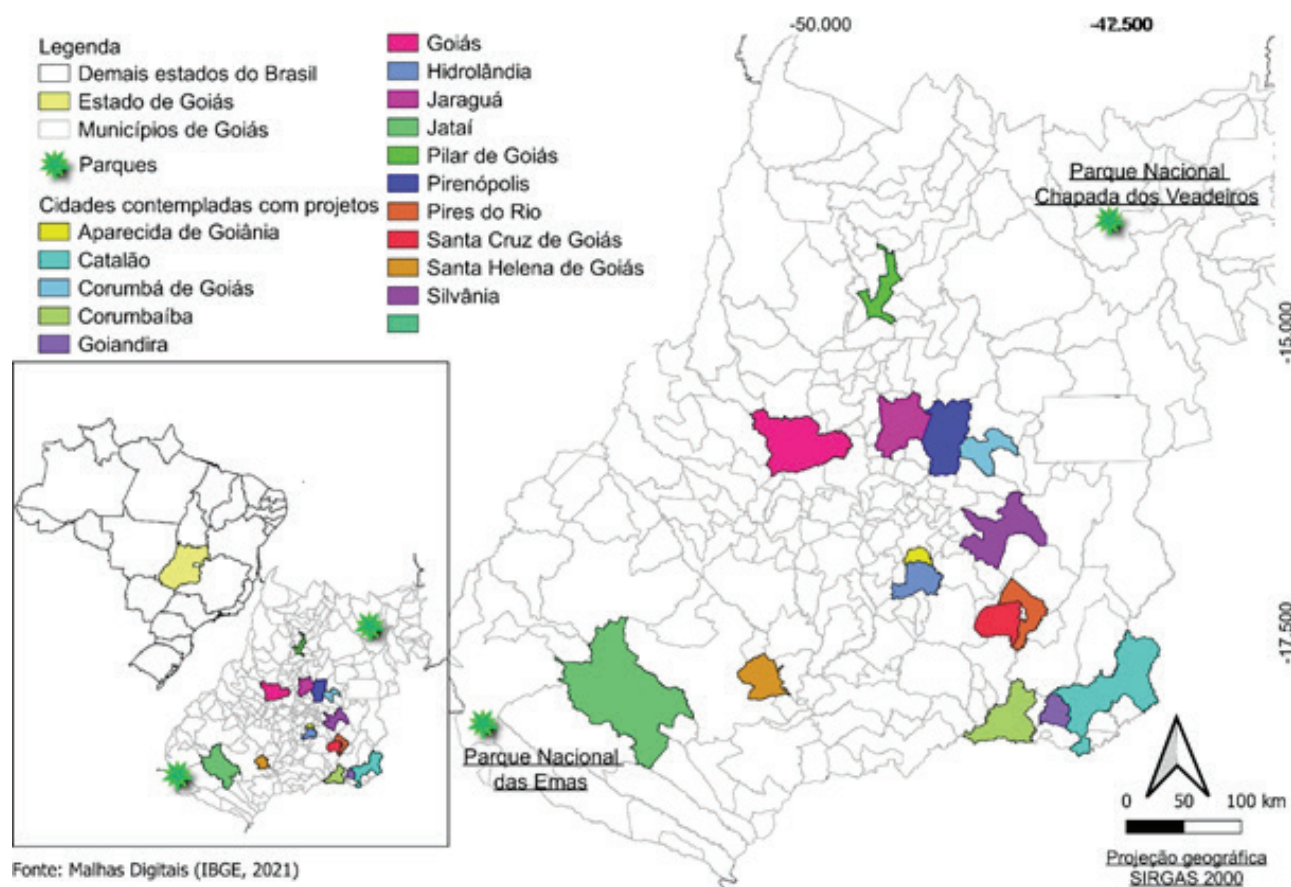 Legenda
Demais estados do Brasil
Estado de Goiás
Municípios de Goiás
Parques
Cidades contempladas com projetos
Aparecida de Goiânia
Catalão
Corumbá de Goiás
Corumbaíba
Goiandira
Goiás
Hidrolândia
Jaraguá
Jataí
Pilar de Goiás
Pirenópolis
Pires do Rio
Santa Cruz de Goiás
Santa Helena de Goiás
Silvânia
-50.000
-47.500
Parque Nacional
Chapada dos Veadeiros
-15.000
-17.500
Parque Nacional
das Emas
0 50 100 km
Projeção geográfica
SIRGAS 2000
Fonte: Malhas Digitais (IBGE, 2021)